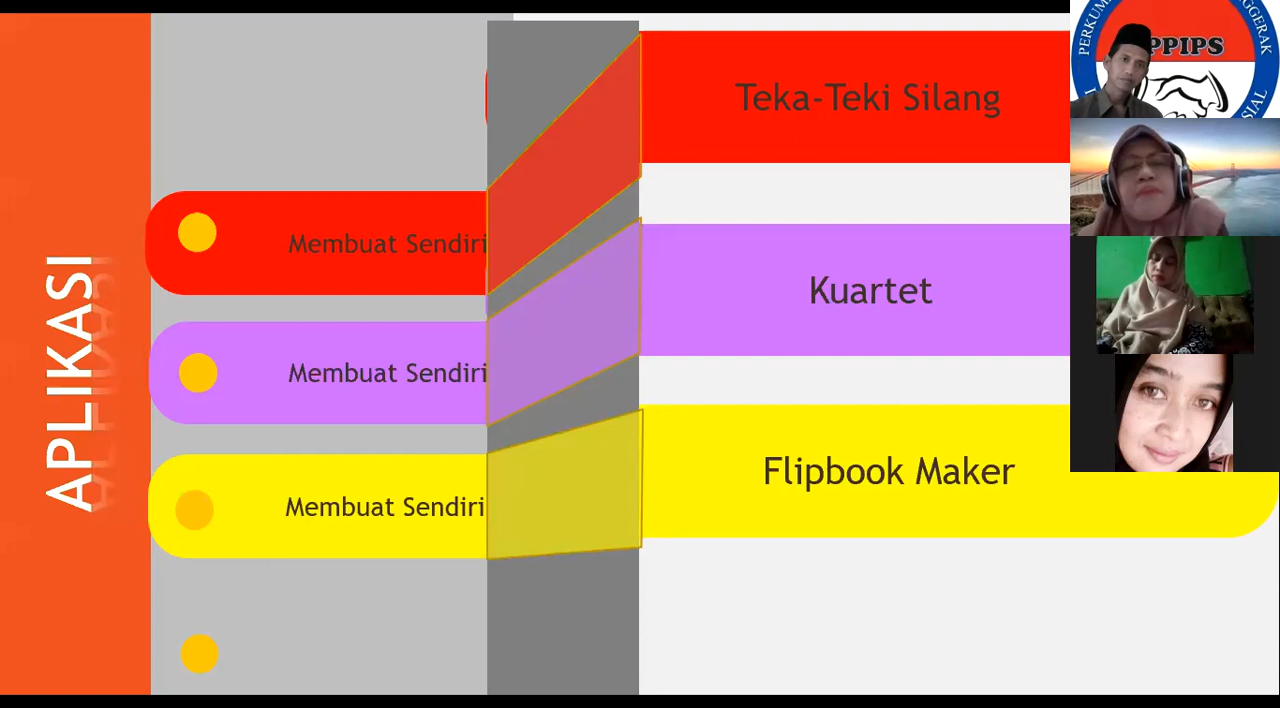 APLIKASI
Membuat Sendiri
Membuat Sendiri
Membuat Sendiri
Teka-Teki Silang
Kuartet
Flipbook Maker
PPIPS